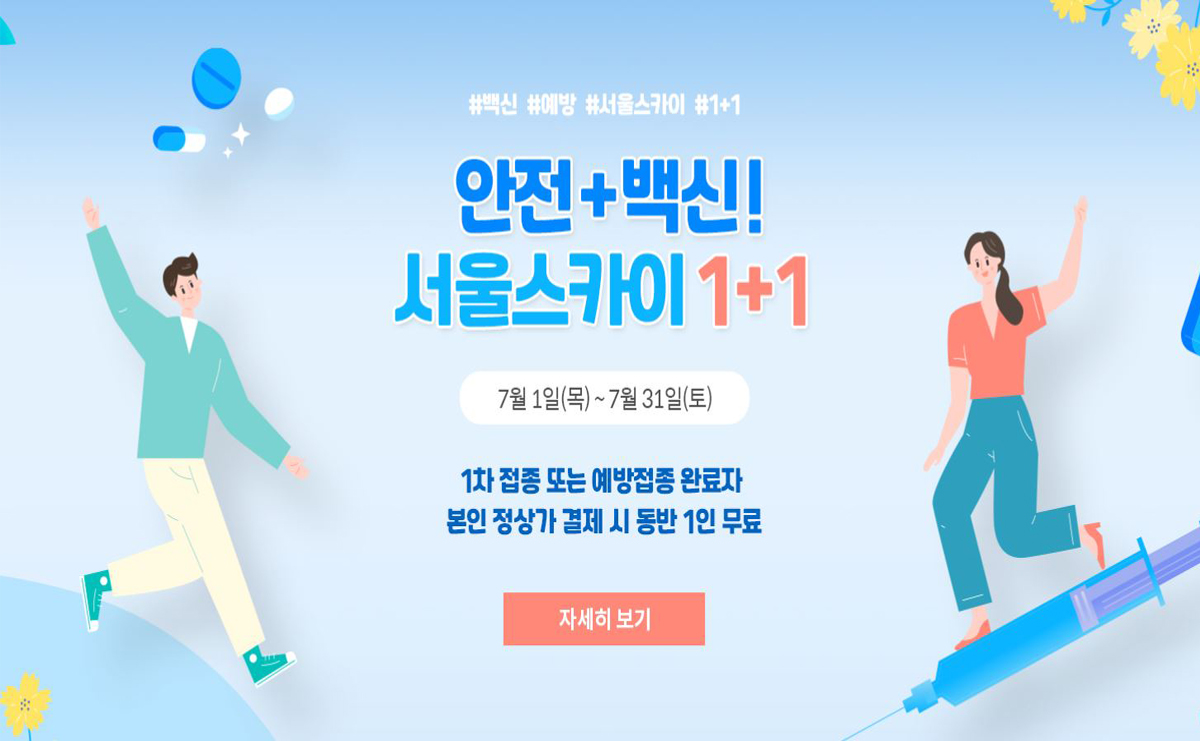 #백신 #예방 #서울스카이 #1+1
안전+백신!
서울스카이 1+1
7월 1일(목) ~ 7월 31일(토)
1차 접종 또는 예방접종 완료자
본인 정상가 결제 시 동반 1인 무료
자세히 보기